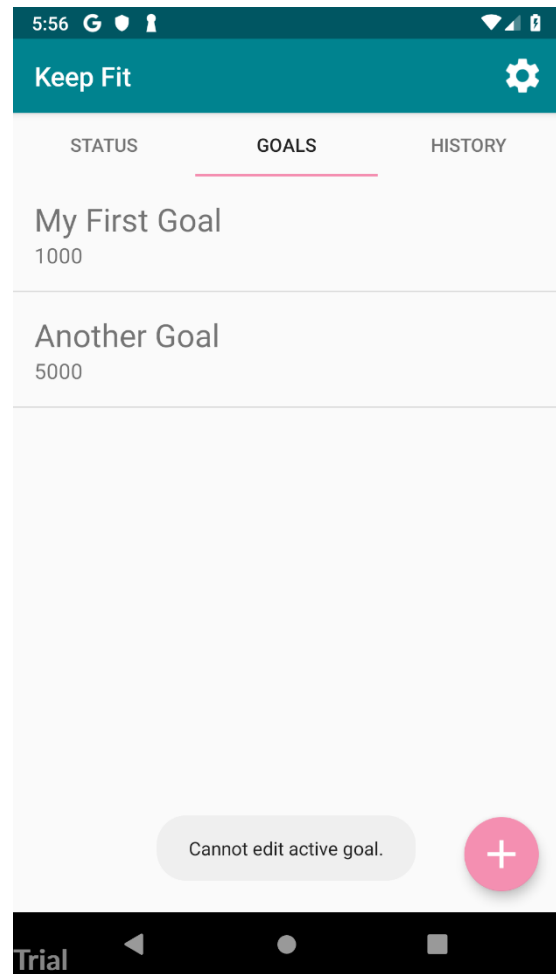 5:56 G
Keep Fit
STATUS GOALS HISTORY
My First Goal
1000
Another Goal
5000
Cannot edit active goal.
Trial